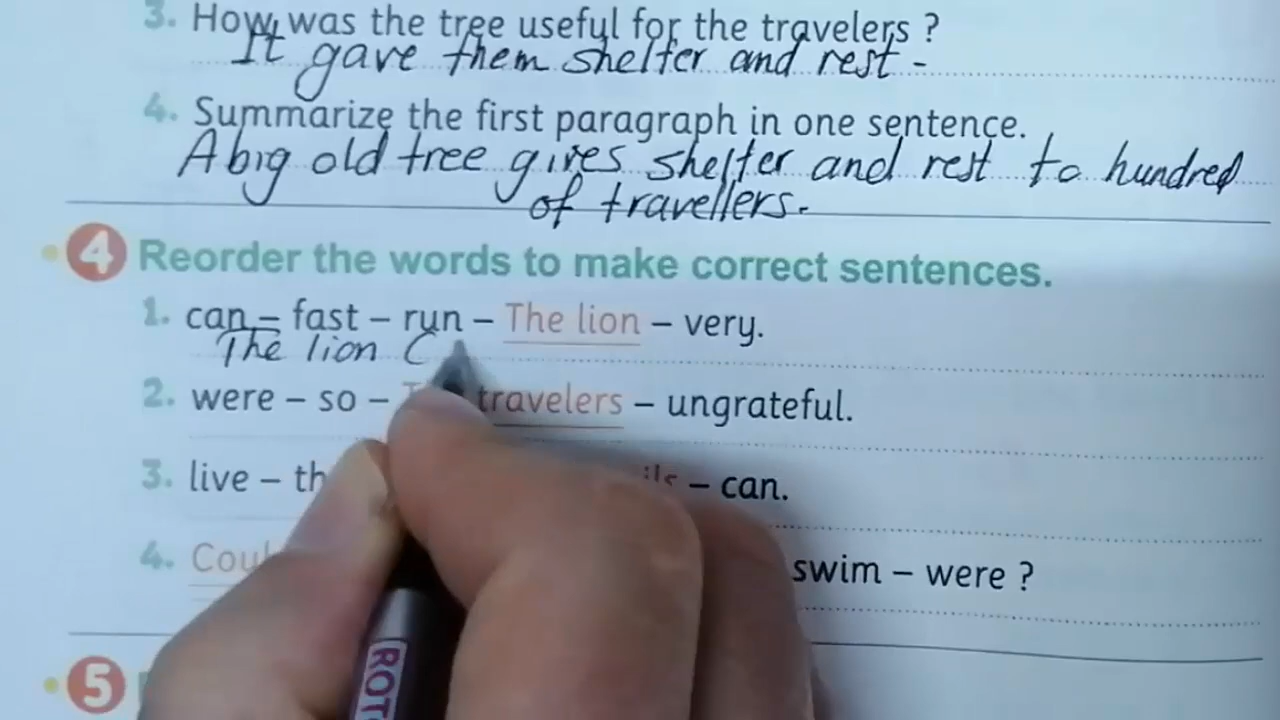 3. How was the tree useful for the travelers ?
It gave them shelter and rest -
4. Summarize the first paragraph in one sentence.
A big old tree gives shelter and rest to hundred
of travellers.
4 Reorder the words to make correct sentences.
1. can – fast – run – The lion – very.
The lion C
2. were – so – travelers – ungrateful.
3. live – – can.
4. swim – were ?
5
ROT